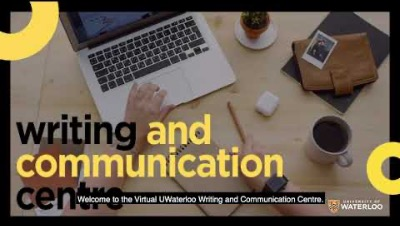 writing and
communication
centre
Welcome to the Virtual UWaterloo Writing and Communication Centre.
UNIVERSITY OF
WATERLOO